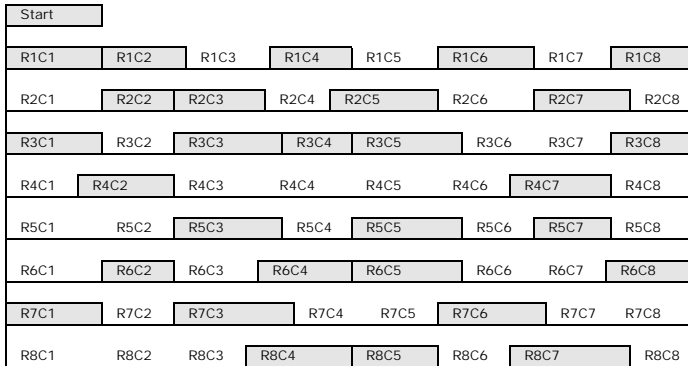 Start
R1C1 R1C2 R1C3 R1C4 R1C5 R1C6 R1C7 R1C8
R2C1 R2C2 R2C3 R2C4 R2C5 R2C6 R2C7 R2C8
R3C1 R3C2 R3C3 R3C4 R3C5 R3C6 R3C7 R3C8
R4C1 R4C2 R4C3 R4C4 R4C5 R4C6 R4C7 R4C8
R5C1 R5C2 R5C3 R5C4 R5C5 R5C6 R5C7 R5C8
R6C1 R6C2 R6C3 R6C4 R6C5 R6C6 R6C7 R6C8
R7C1 R7C2 R7C3 R7C4 R7C5 R7C6 R7C7 R7C8
R8C1 R8C2 R8C3 R8C4 R8C5 R8C6 R8C7 R8C8